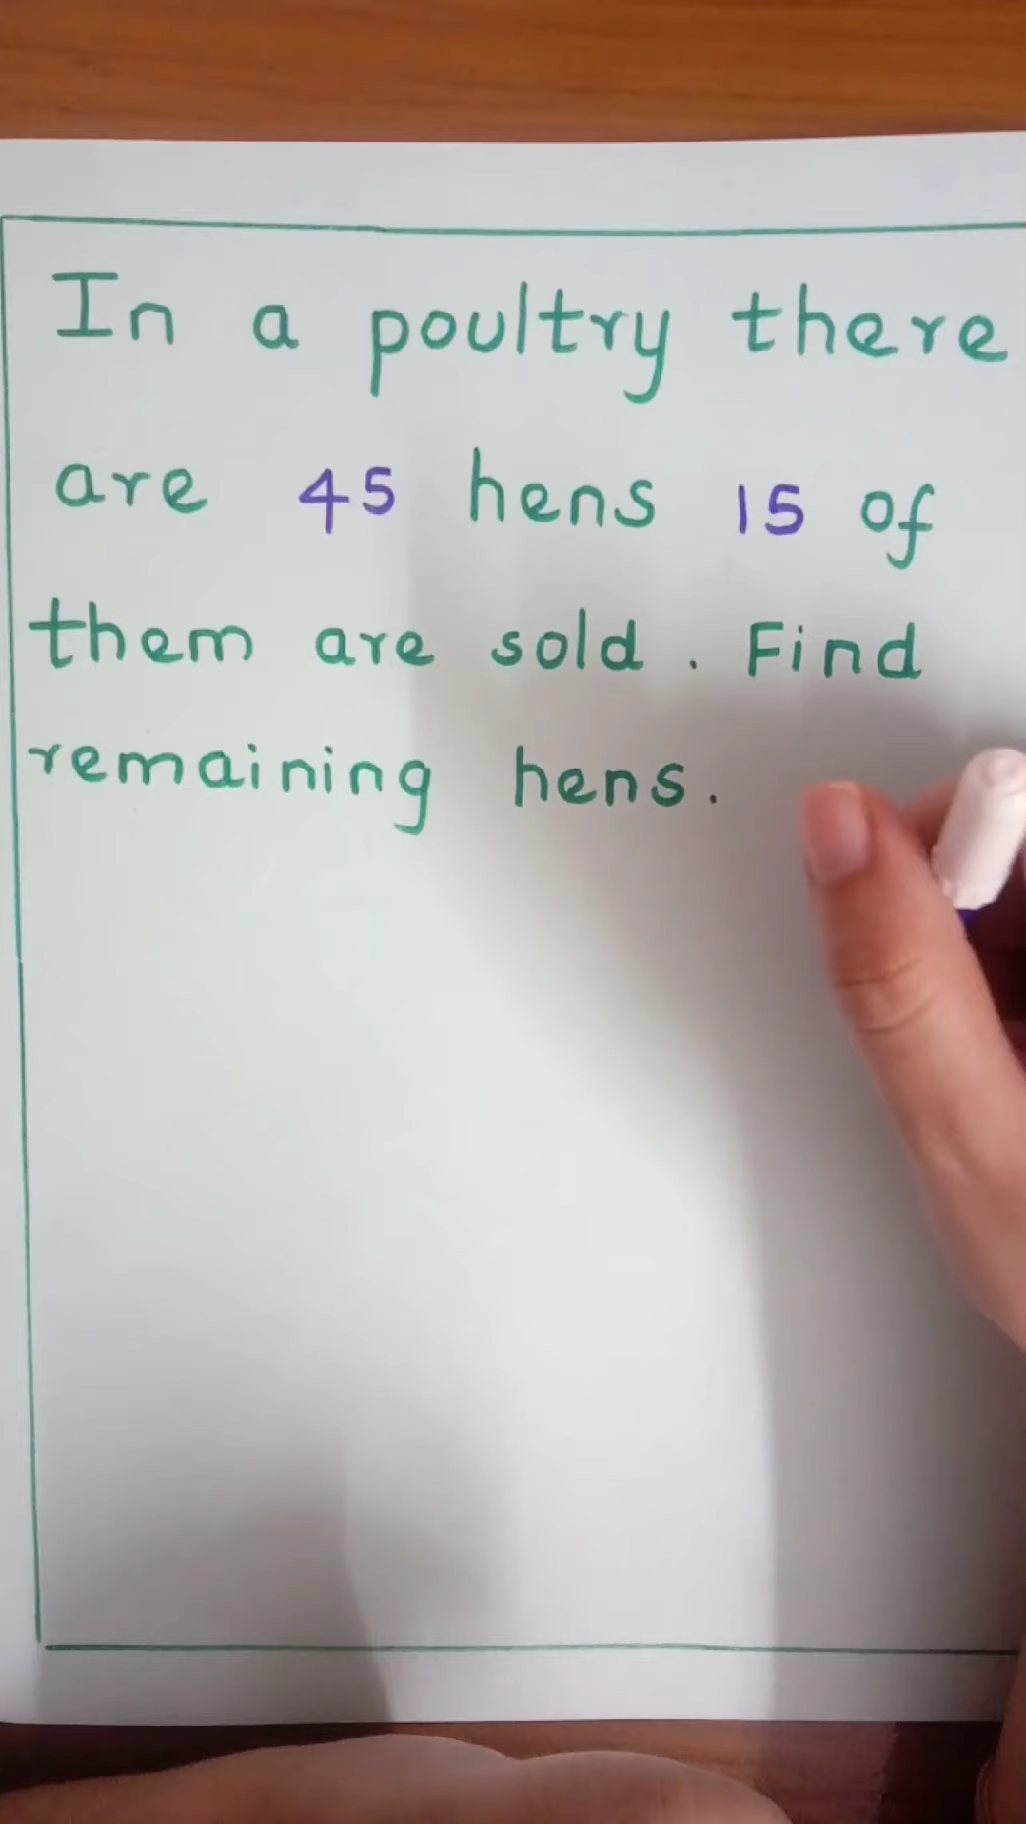 In a poultry there
are 45 hens 15 of
them are sold. Find
remaining hens.